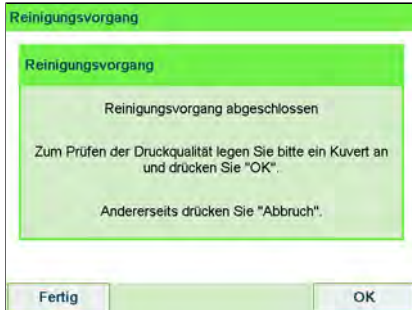 Reinigungsvorgang
Reinigungsvorgang
Reinigungsvorgang abgeschlossen
Zum Prüfen der Druckqualität legen Sie bitte ein Kuvert an
und drücken Sie "OK".
Andererseits drücken Sie "Abbruch".
Fertig
OK